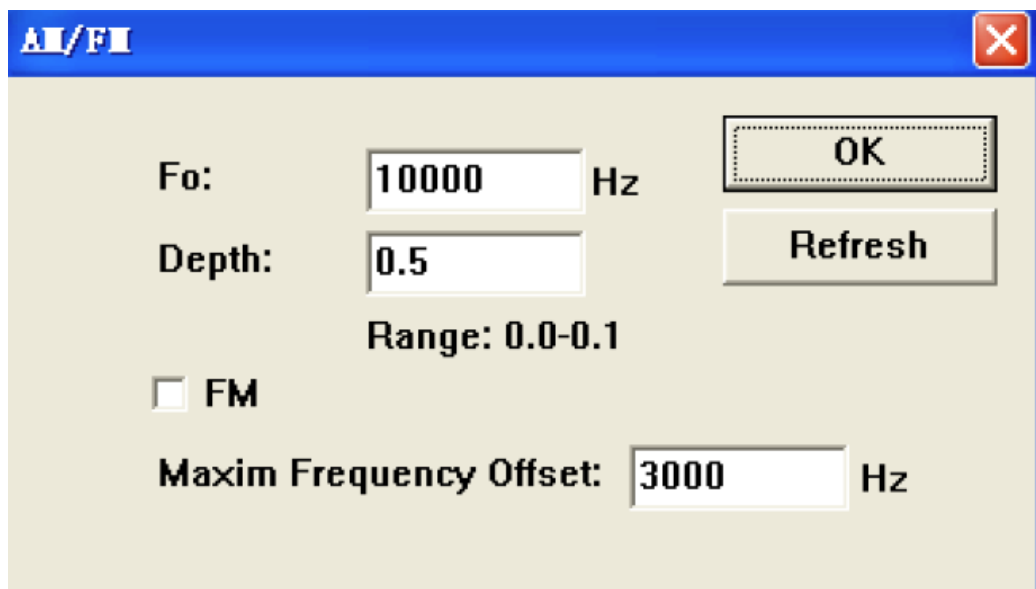 AM/FM
Fo: 10000 Hz
OK
Depth: 0.5
Refresh
Range: 0.0-0.1
FM
Maxim Frequency Offset: 3000 Hz